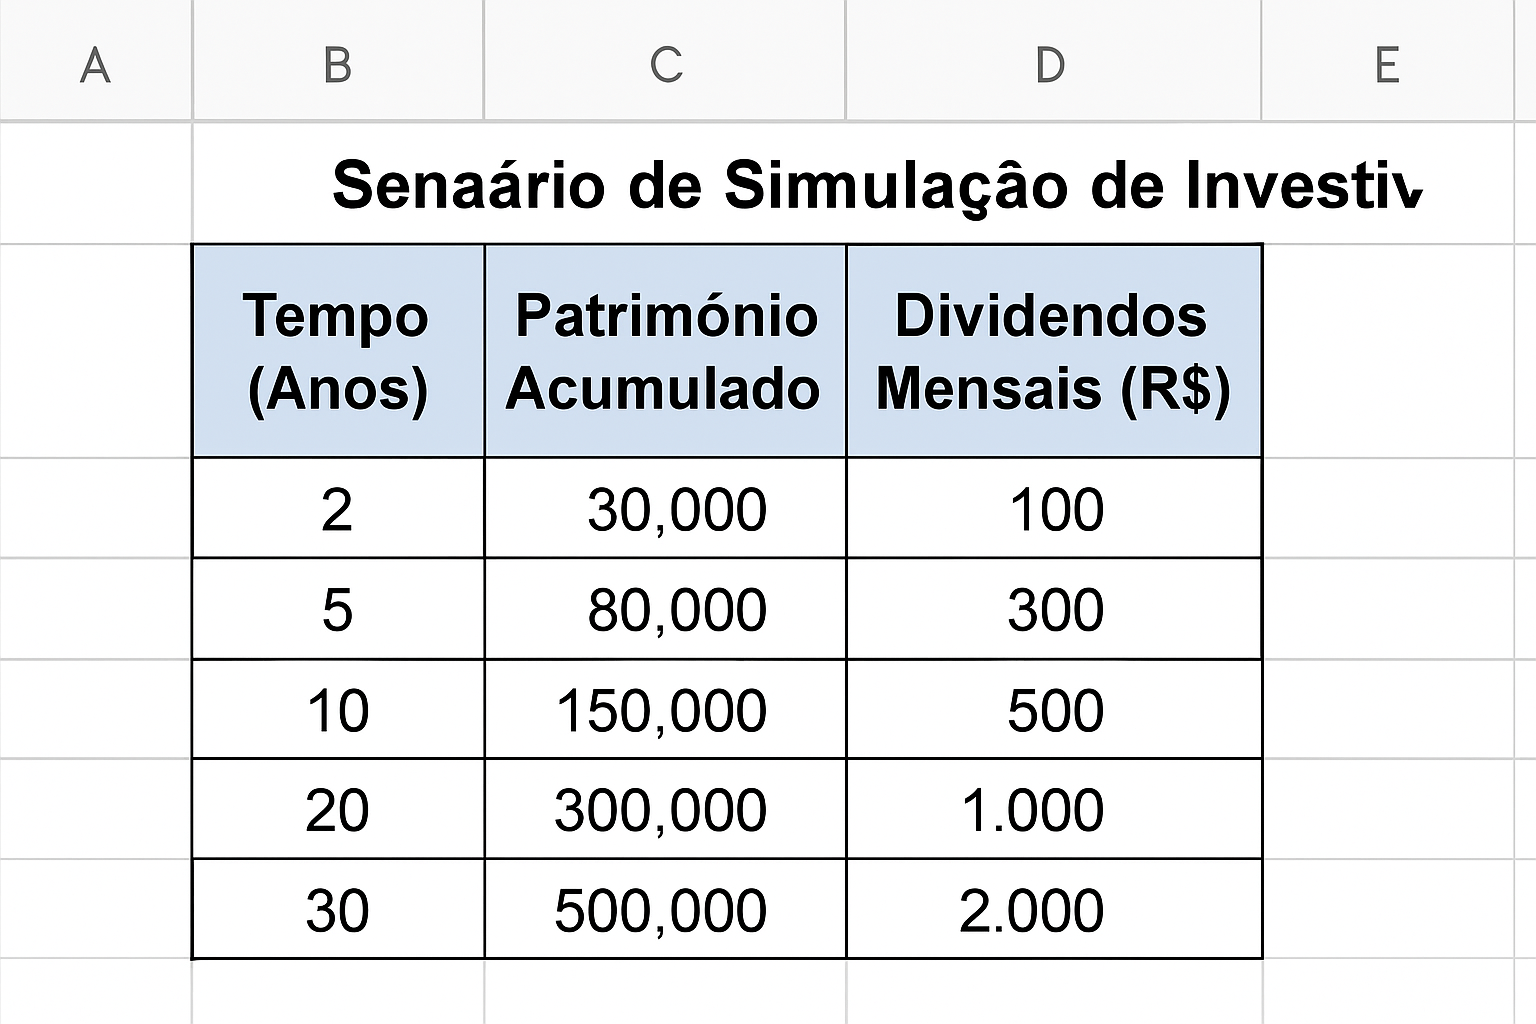 A B C D E
Senaário de Simulaçâo de Investiv
Tempo (Anos) Património Acumulado Dividendos Mensais (R$)
2 30,000 100
5 80,000 300
10 150,000 500
20 300,000 1.000
30 500,000 2.000